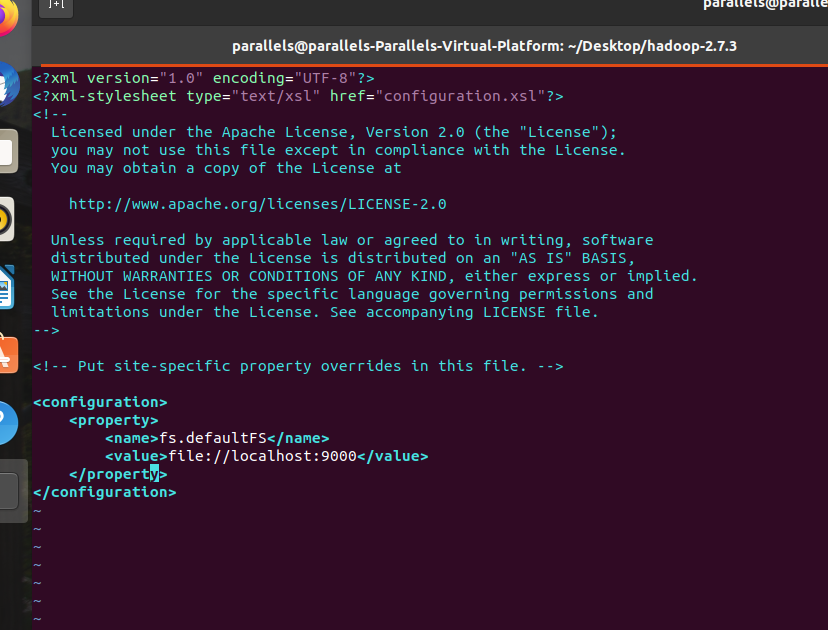 parallels@paralle
parallels@parallels-Parallels-Virtual-Platform: ~/Desktop/hadoop-2.7.3
<?xml version="1.0" encoding="UTF-8"?>
<?xml-stylesheet type="text/xsl" href="configuration.xsl"?>
<!--
  Licensed under the Apache License, Version 2.0 (the "License");
  you may not use this file except in compliance with the License.
  You may obtain a copy of the License at

    http://www.apache.org/licenses/LICENSE-2.0

  Unless required by applicable law or agreed to in writing, software
  distributed under the License is distributed on an "AS IS" BASIS,
  WITHOUT WARRANTIES OR CONDITIONS OF ANY KIND, either express or implied.
  See the License for the specific language governing permissions and
  limitations under the License. See accompanying LICENSE file.
-->

<!-- Put site-specific property overrides in this file. -->

<configuration>
    <property>
        <name>fs.defaultFS</name>
        <value>file://localhost:9000</value>
    </property>
</configuration>
~
~
~
~
~
~
~